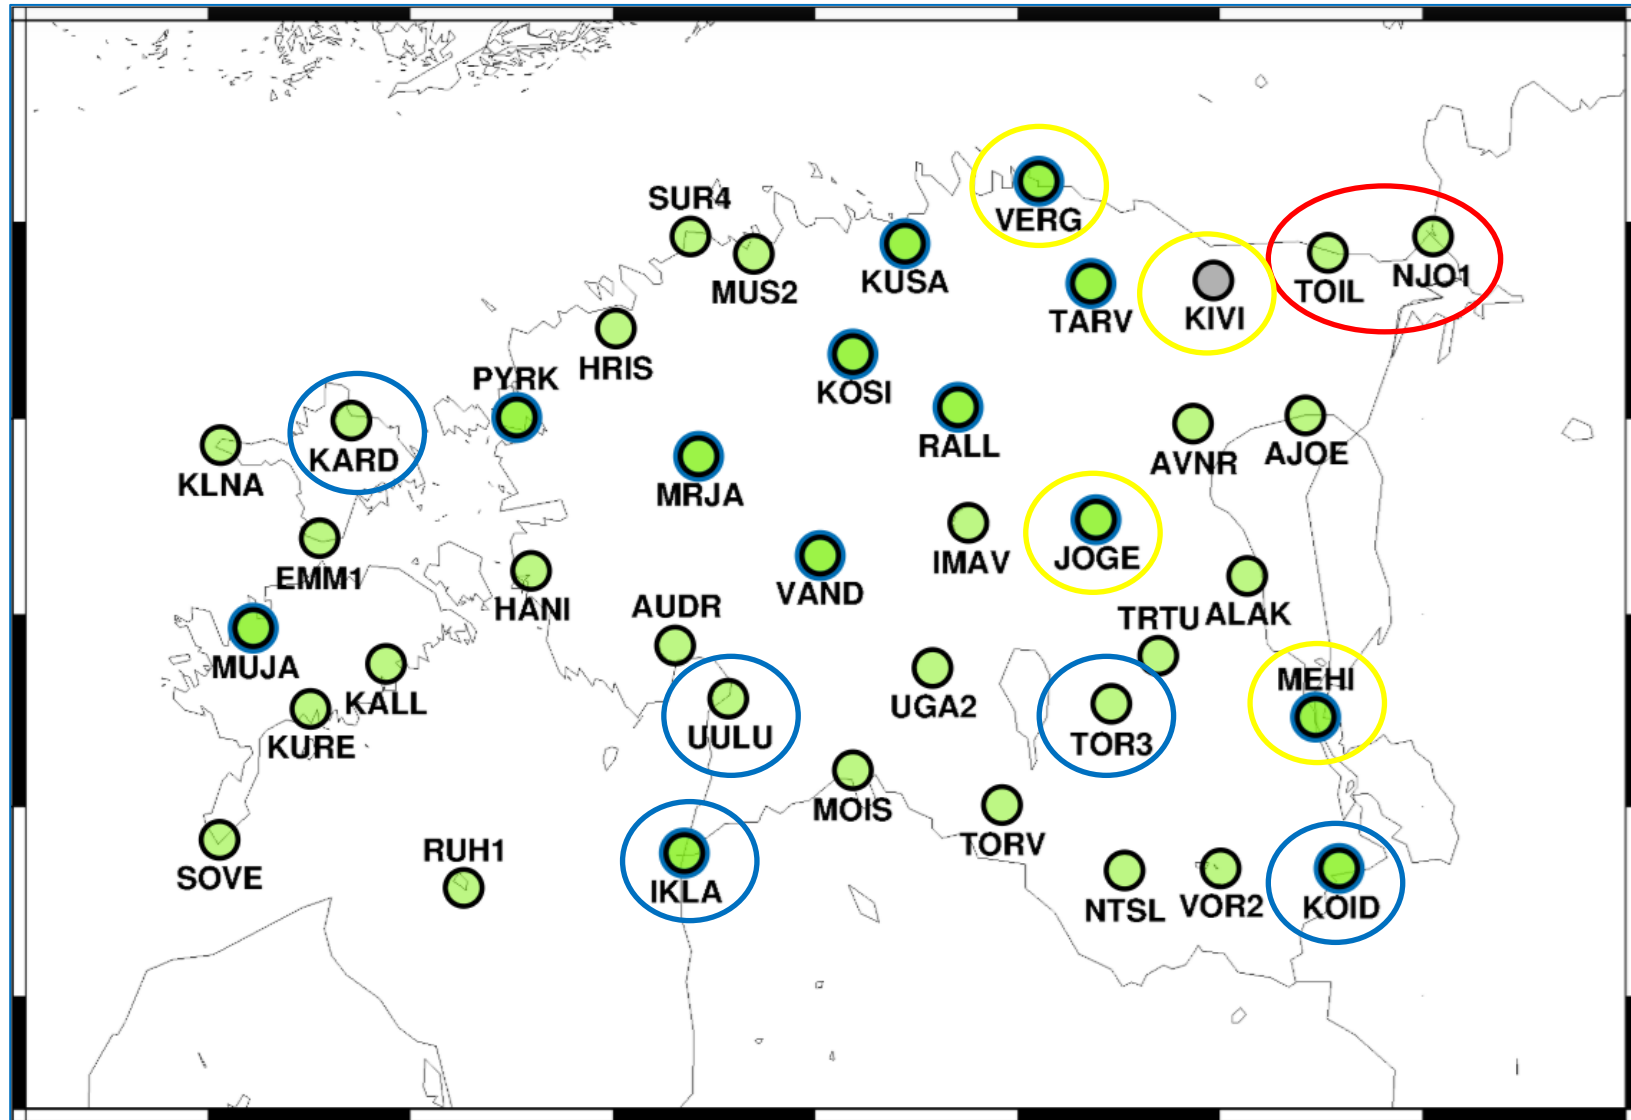 SUR4
VERG
MUS2
KUSA
TOIL
NJO1
TARV
KIVI
HRIS
PYRK
KOSI
KARD
RALL
AVNR
AJOE
KLNA
MRJA
IMAV
JOGE
EMM1
HANI
VAND
AUDR
TRTU
ALAK
MUJA
KALL
MEHI
UGA2
KURE
UULU
TOR3
MOIS
TORV
RUH1
SOVE
IKLA
NTSL
VOR2
KOID